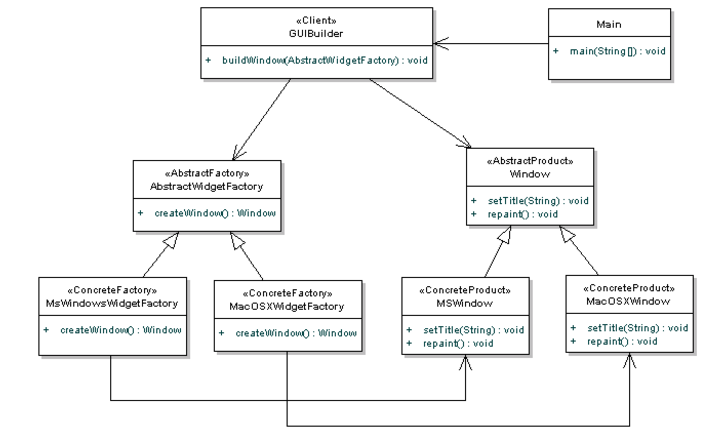 «Client»
GUIBuilder
+ buildWindow(AbstractWidgetFactory) : void
Main
+ main(String[]) : void
«AbstractFactory»
AbstractWidgetFactory
+ createWindow() : Window
«AbstractProduct»
Window
+ setTitle(String) : void
+ repaint() : void
«ConcreteFactory»
MsWindowsWidgetFactory
+ createWindow() : Window
«ConcreteFactory»
MacOSXWidgetFactory
+ createWindow() : Window
«ConcreteProduct»
MSWindow
+ setTitle(String) : void
+ repaint() : void
«ConcreteProduct»
MacOSXWindow
+ setTitle(String) : void
+ repaint() : void